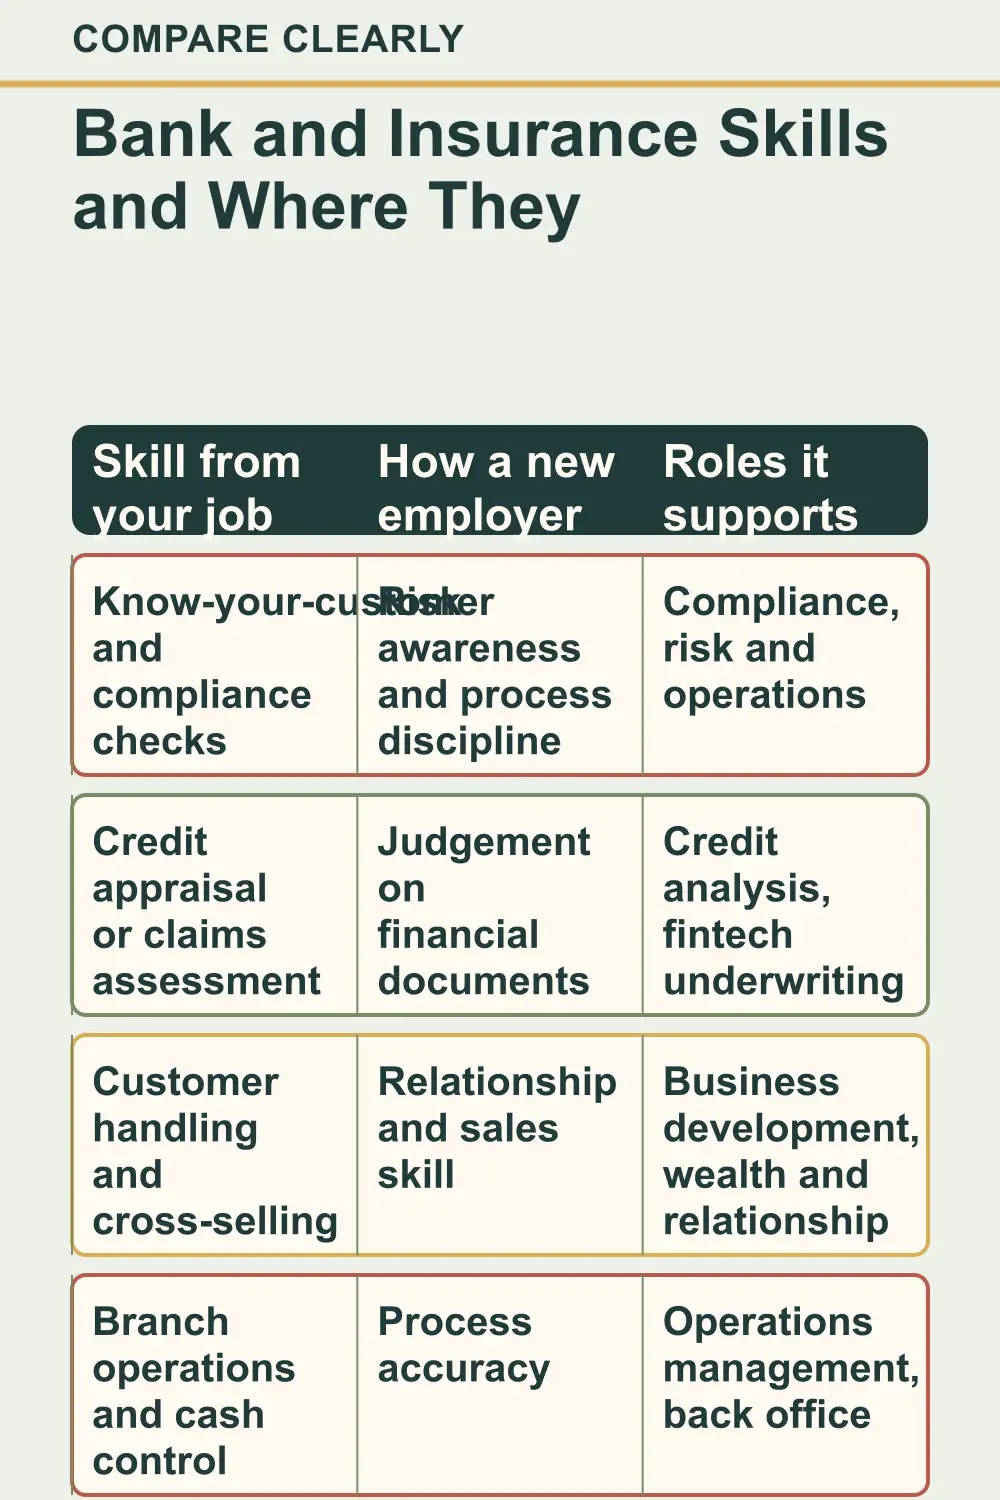 COMPARE CLEARLY
Bank and Insurance Skills
and Where They
Skill from
your job
How a new
employer
Roles it
supports
Know-your-customer
and
compliance
checks
Risk
awareness
and process
discipline
Compliance,
risk and
operations
Credit
appraisal
or claims
assessment
Judgement
on
financial
documents
Credit
analysis,
fintech
underwriting
Customer
handling
and
cross-selling
Relationship
and sales
skill
Business
development,
wealth and
relationship
Branch
operations
and cash
control
Process
accuracy
Operations
management,
back office